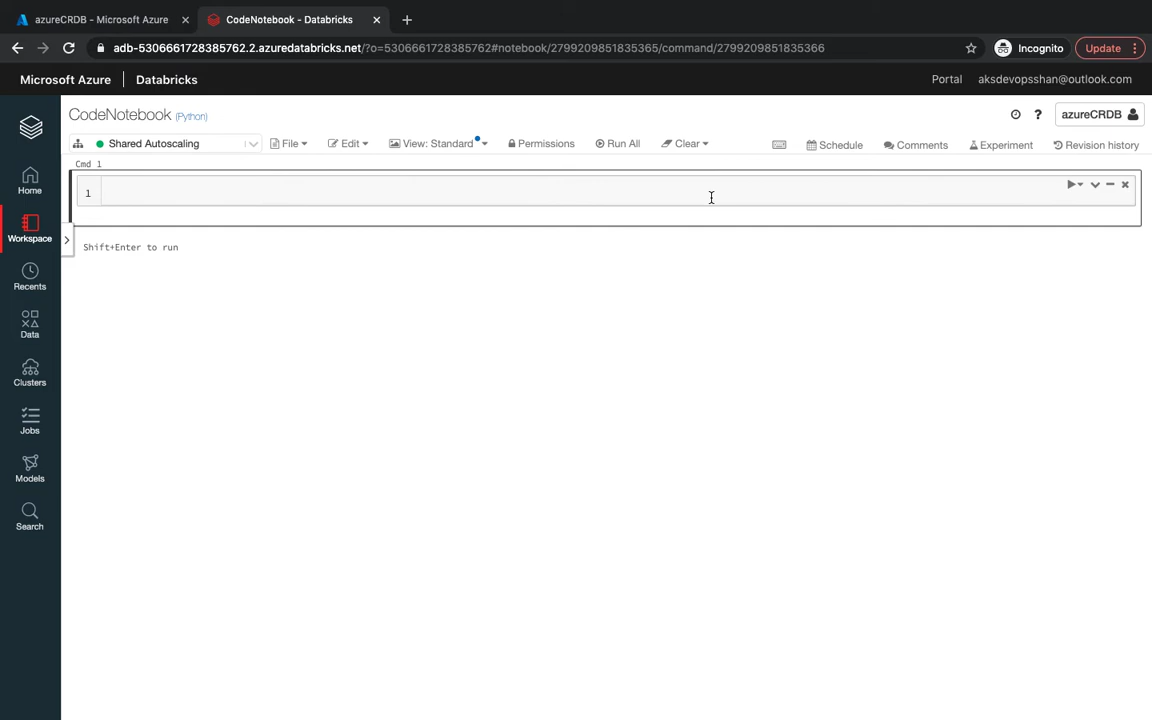 azureCRDB - Microsoft Azure
CodeNotebook - Databricks
adb-5306661728385762.2.azuredatabricks.net/?o=5306661728385762#notebook/2799209851835365/command/2799209851835366
Incognito
Update
Microsoft Azure
Databricks
Portal
aksdevopsshan@outlook.com
CodeNotebook (Python)
azureCRDB
Shared Autoscaling
File
Edit
View: Standard
Permissions
Run All
Clear
Schedule
Comments
Experiment
Revision history
Cmd 1
1
Shift+Enter to run
Home
Workspace
Recents
Data
Clusters
Jobs
Models
Search